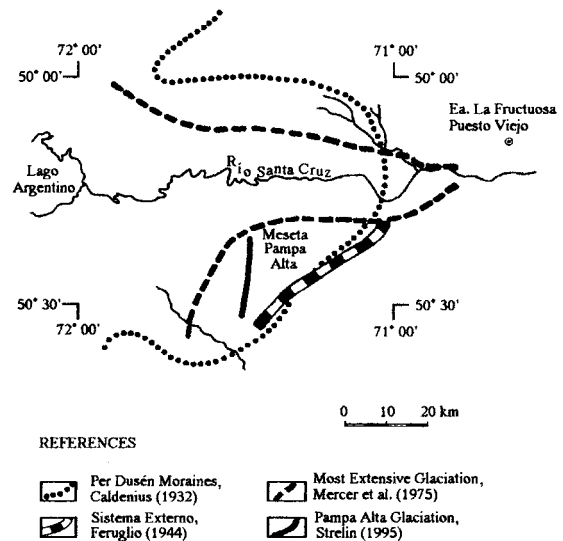 72° 00'
71° 00'
50° 00'
50° 00'
Ea. La Fructuosa
Puesto Viejo
Lago
Argentino
Río Santa Cruz
Meseta
Pampa
Alta
50° 30'
50° 30'
72° 00'
71° 00'
0 10 20 km
REFERENCES
Per Dusén Moraines,
Caldenius (1932)
Most Extensive Glaciation,
Mercer et al. (1975)
Sistema Externo,
Feruglio (1944)
Pampa Alta Glaciation,
Strelin (1995)